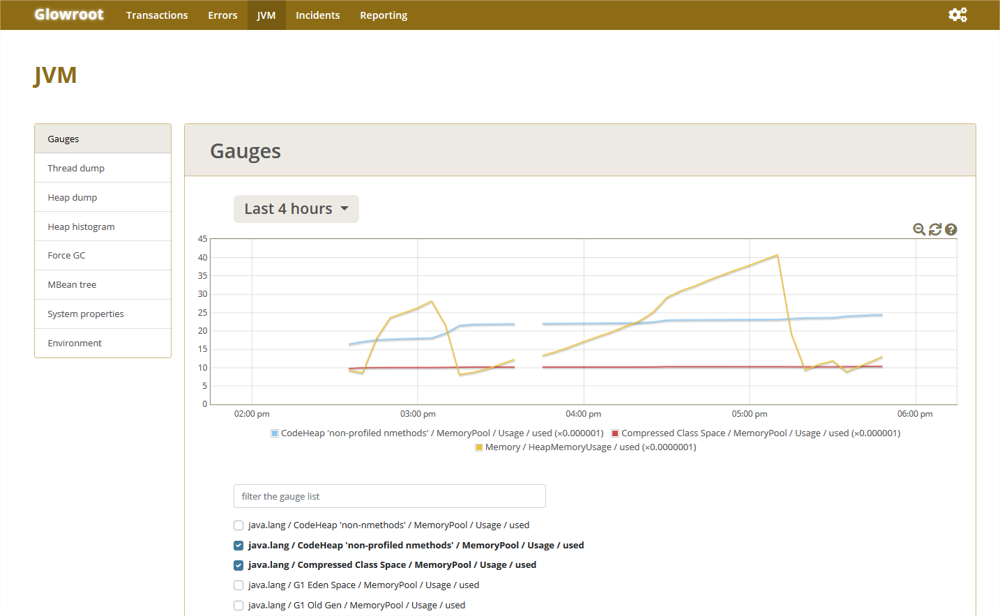 Glowroot Transactions Errors JVM Incidents Reporting
JVM
Gauges
Thread dump
Heap dump
Heap histogram
Force GC
MBean tree
System properties
Environment
Gauges
Last 4 hours
45
40
35
30
25
20
15
10
5
0
02:00 pm 03:00 pm 04:00 pm 05:00 pm 06:00 pm
CodeHeap 'non-profiled nmethods' / MemoryPool / Usage / used (×0.000001) Compressed Class Space / MemoryPool / Usage / used (×0.000001)
Memory / HeapMemoryUsage / used (×0.0000001)
filter the gauge list
java.lang / CodeHeap 'non-nmethods' / MemoryPool / Usage / used
java.lang / CodeHeap 'non-profiled nmethods' / MemoryPool / Usage / used
java.lang / Compressed Class Space / MemoryPool / Usage / used
java.lang / G1 Eden Space / MemoryPool / Usage / used
java.lang / G1 Old Gen / MemoryPool / Usage / used